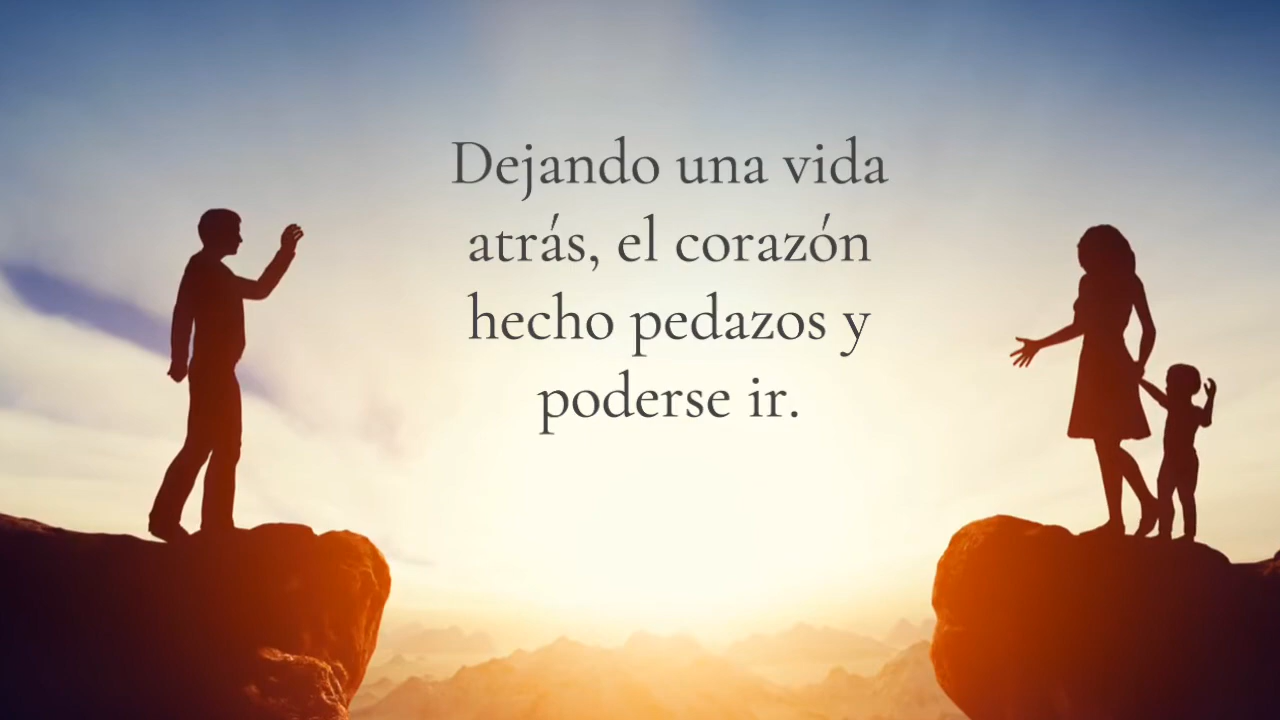 Dejando una vida
atrás, el corazón
hecho pedazos y
poderse ir.